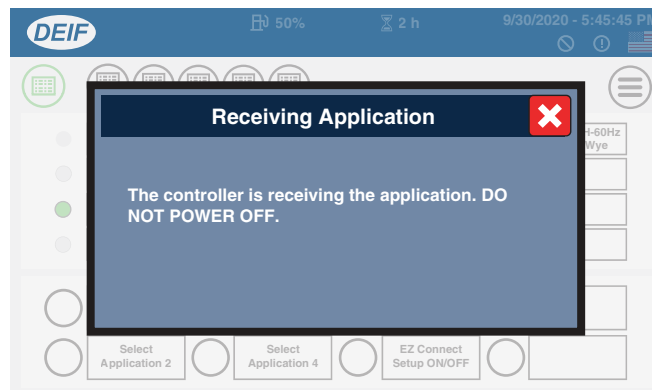 DEIF
50%
2 h
9/30/2020 - 5:45:45 PM
Receiving Application
-60Hz
Wye
The controller is receiving the application. DO
NOT POWER OFF.
Select
Application 2
Select
Application 4
EZ Connect
Setup ON/OFF